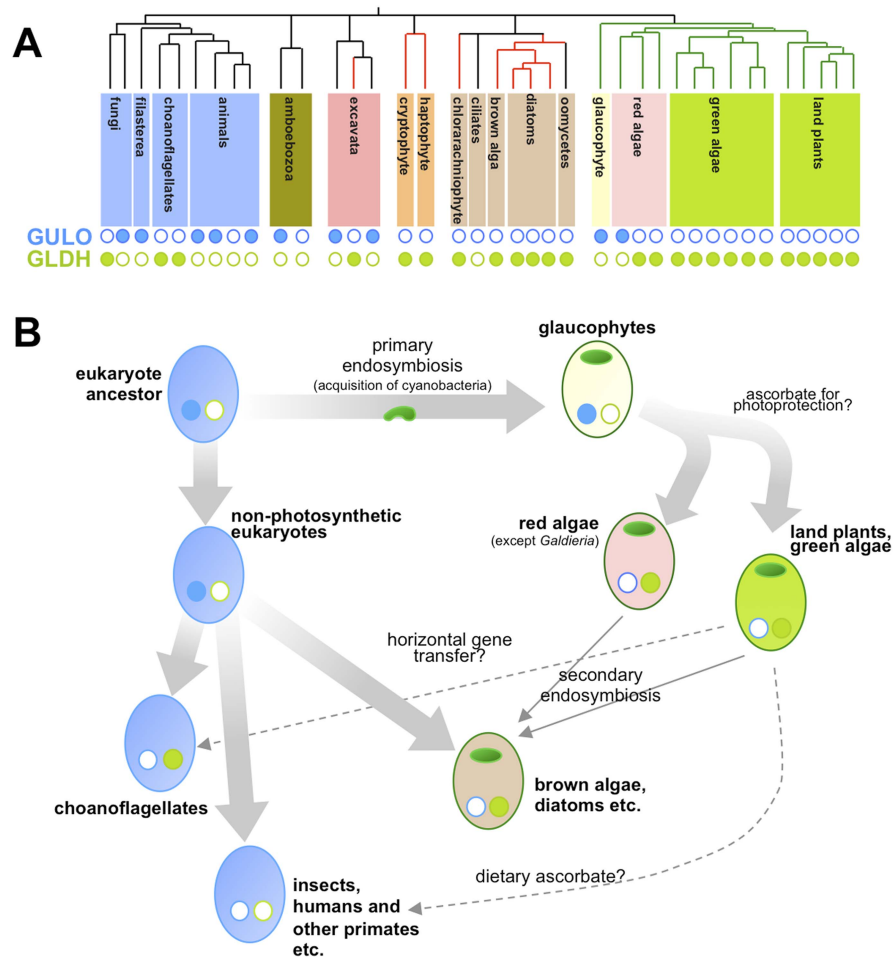 A
fungi
filasterea
choanoflagellates
animals
amoebozoa
excavata
cryptophyte
haptophyte
chlorarachniophyte
ciliates
brown alga
diatoms
oomycetes
glaucophyte
red algae
green algae
land plants
GULO
GLDH
B
eukaryote
ancestor
primary
endosymbiosis
(acquisition of cyanobacteria)
glaucophytes
ascorbate for
photoprotection?
non-photosynthetic
eukaryotes
red algae
(except Galdieria)
land plants,
green algae
horizontal gene
transfer?
secondary
endosymbiosis
choanoflagellates
brown algae,
diatoms etc.
dietary ascorbate?
insects,
humans and
other primates
etc.